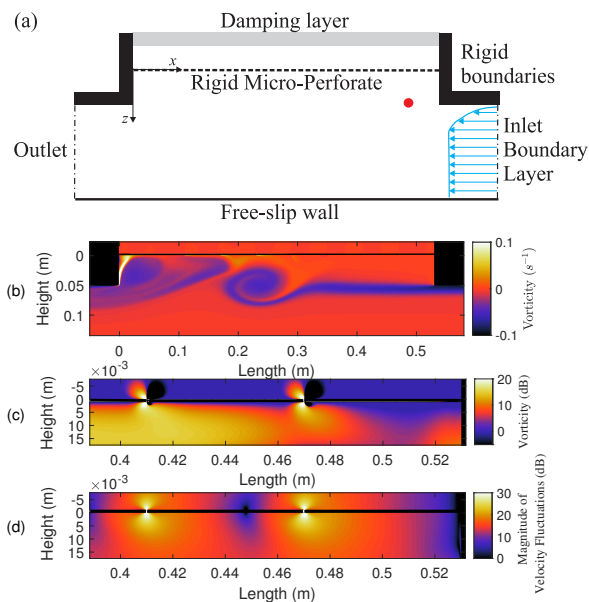 (a)
Damping layer
x
Rigid Micro-Perforate
Rigid
boundaries
z
Outlet
Inlet
Boundary
Layer
Free-slip wall
(b)
Height (m)
0
0.05
0.1
0 0.1 0.2 0.3 0.4 0.5
Length (m)
0.1
0
-0.1
Vorticity (s⁻¹)
(c)
×10⁻³
Height (m)
-5
0
5
10
15
0.4 0.42 0.44 0.46 0.48 0.5 0.52
Length (m)
20
10
0
Vorticity (dB)
(d)
×10⁻³
Height (m)
-5
0
5
10
15
0.4 0.42 0.44 0.46 0.48 0.5 0.52
Length (m)
30
20
10
0
Magnitude of
Velocity Fluctuations (dB)